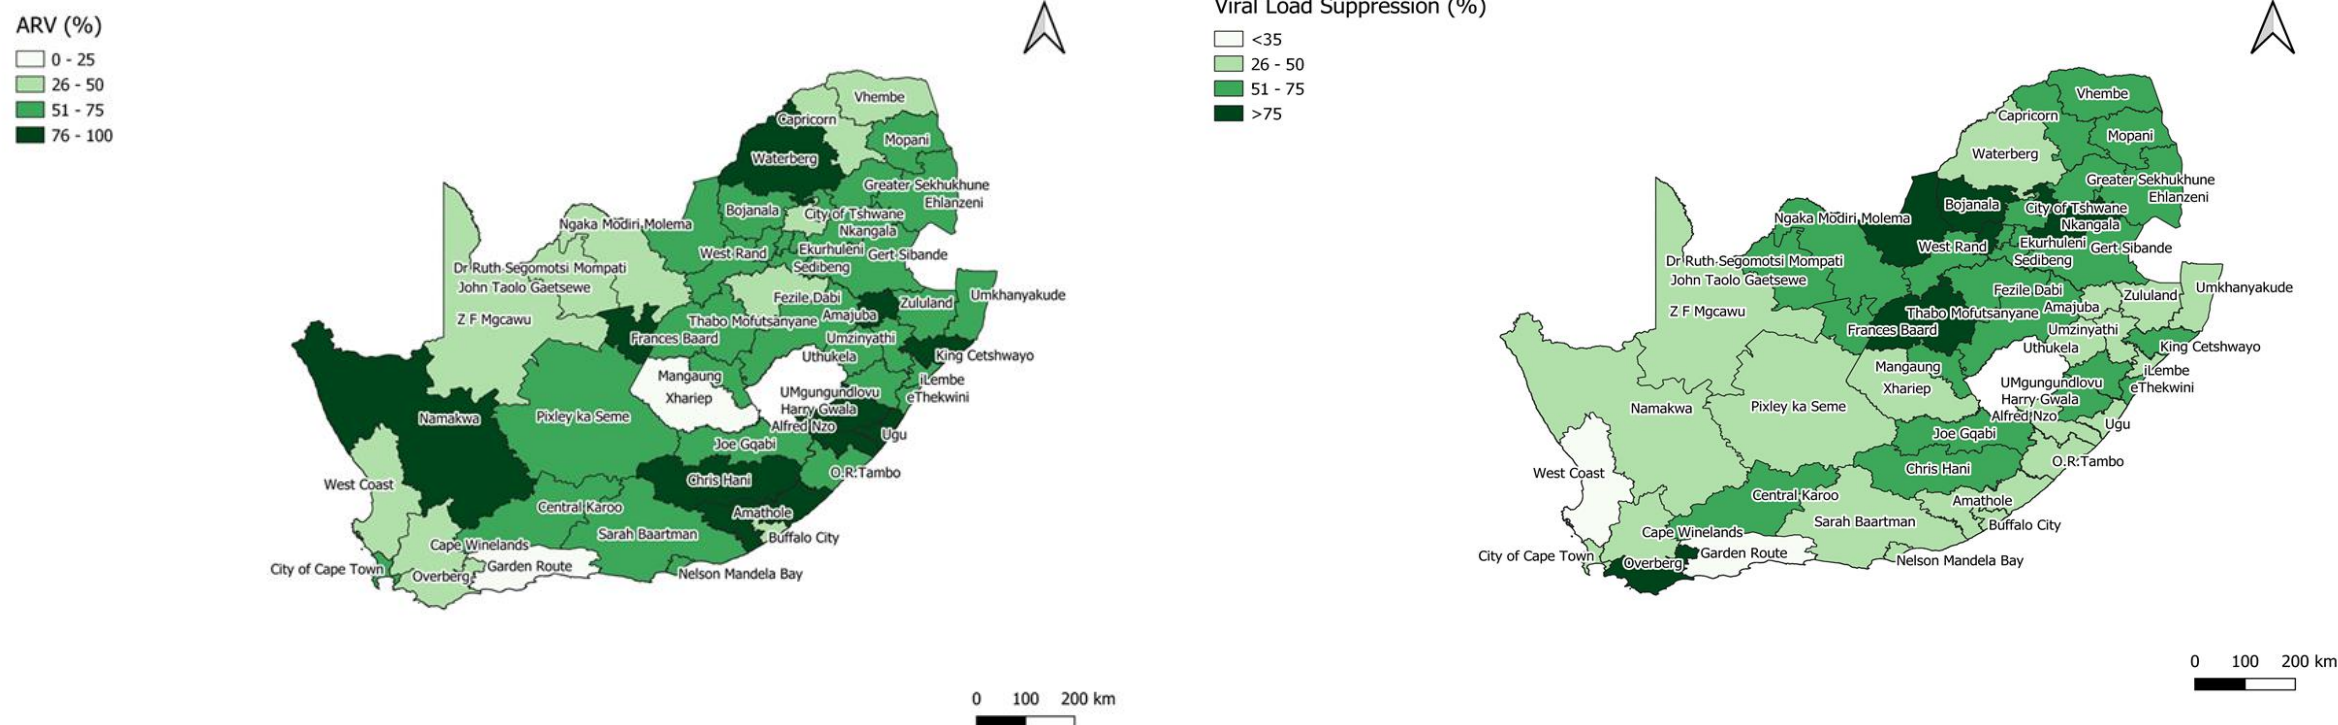 ARV (%)
0 - 25
26 - 50
51 - 75
76 - 100
Vhembe
Capricorn
Mopani
Waterberg
Greater Sekhukhune
Ehlanzeni
Bojanala
City of Tshwane
Ngaka Modiri Molema
Nkangala
West Rand
Ekurhuleni
Gert Sibande
Sedibeng
Dr Ruth Segomotsi Mompati
John Taolo Gaetsewe
Fezile Dabi
Zululand
Umkhanyakude
Z F Mgcawu
Thabo Mofutsanyane
Amajuba
Frances Baard
Umzinyathi
Uthukela
King Cetshwayo
Mangaung
iLembe
Xhariep
UMgungundlovu
eThekwini
Harry Gwala
Namakwa
Pixley ka Seme
Alfred Nzo
Ugu
Joe Gqabi
O.R.Tambo
Chris Hani
West Coast
Central Karoo
Amathole
Sarah Baartman
Buffalo City
Cape Winelands
Garden Route
City of Cape Town
Overberg
Nelson Mandela Bay
0 100 200 km
Viral Load Suppression (%)
<35
26 - 50
51 - 75
>75
Vhembe
Capricorn
Mopani
Waterberg
Greater Sekhukhune
Ehlanzeni
Bojanala
City of Tshwane
Ngaka Modiri Molema
Nkangala
West Rand
Ekurhuleni
Gert Sibande
Sedibeng
Dr Ruth Segomotsi Mompati
John Taolo Gaetsewe
Fezile Dabi
Zululand
Umkhanyakude
Z F Mgcawu
Thabo Mofutsanyane
Amajuba
Frances Baard
Umzinyathi
Uthukela
King Cetshwayo
Mangaung
iLembe
Xhariep
UMgungundlovu
eThekwini
Harry Gwala
Namakwa
Pixley ka Seme
Alfred Nzo
Ugu
Joe Gqabi
O.R.Tambo
Chris Hani
West Coast
Central Karoo
Amathole
Sarah Baartman
Buffalo City
Cape Winelands
Garden Route
City of Cape Town
Overberg
Nelson Mandela Bay
0 100 200 km